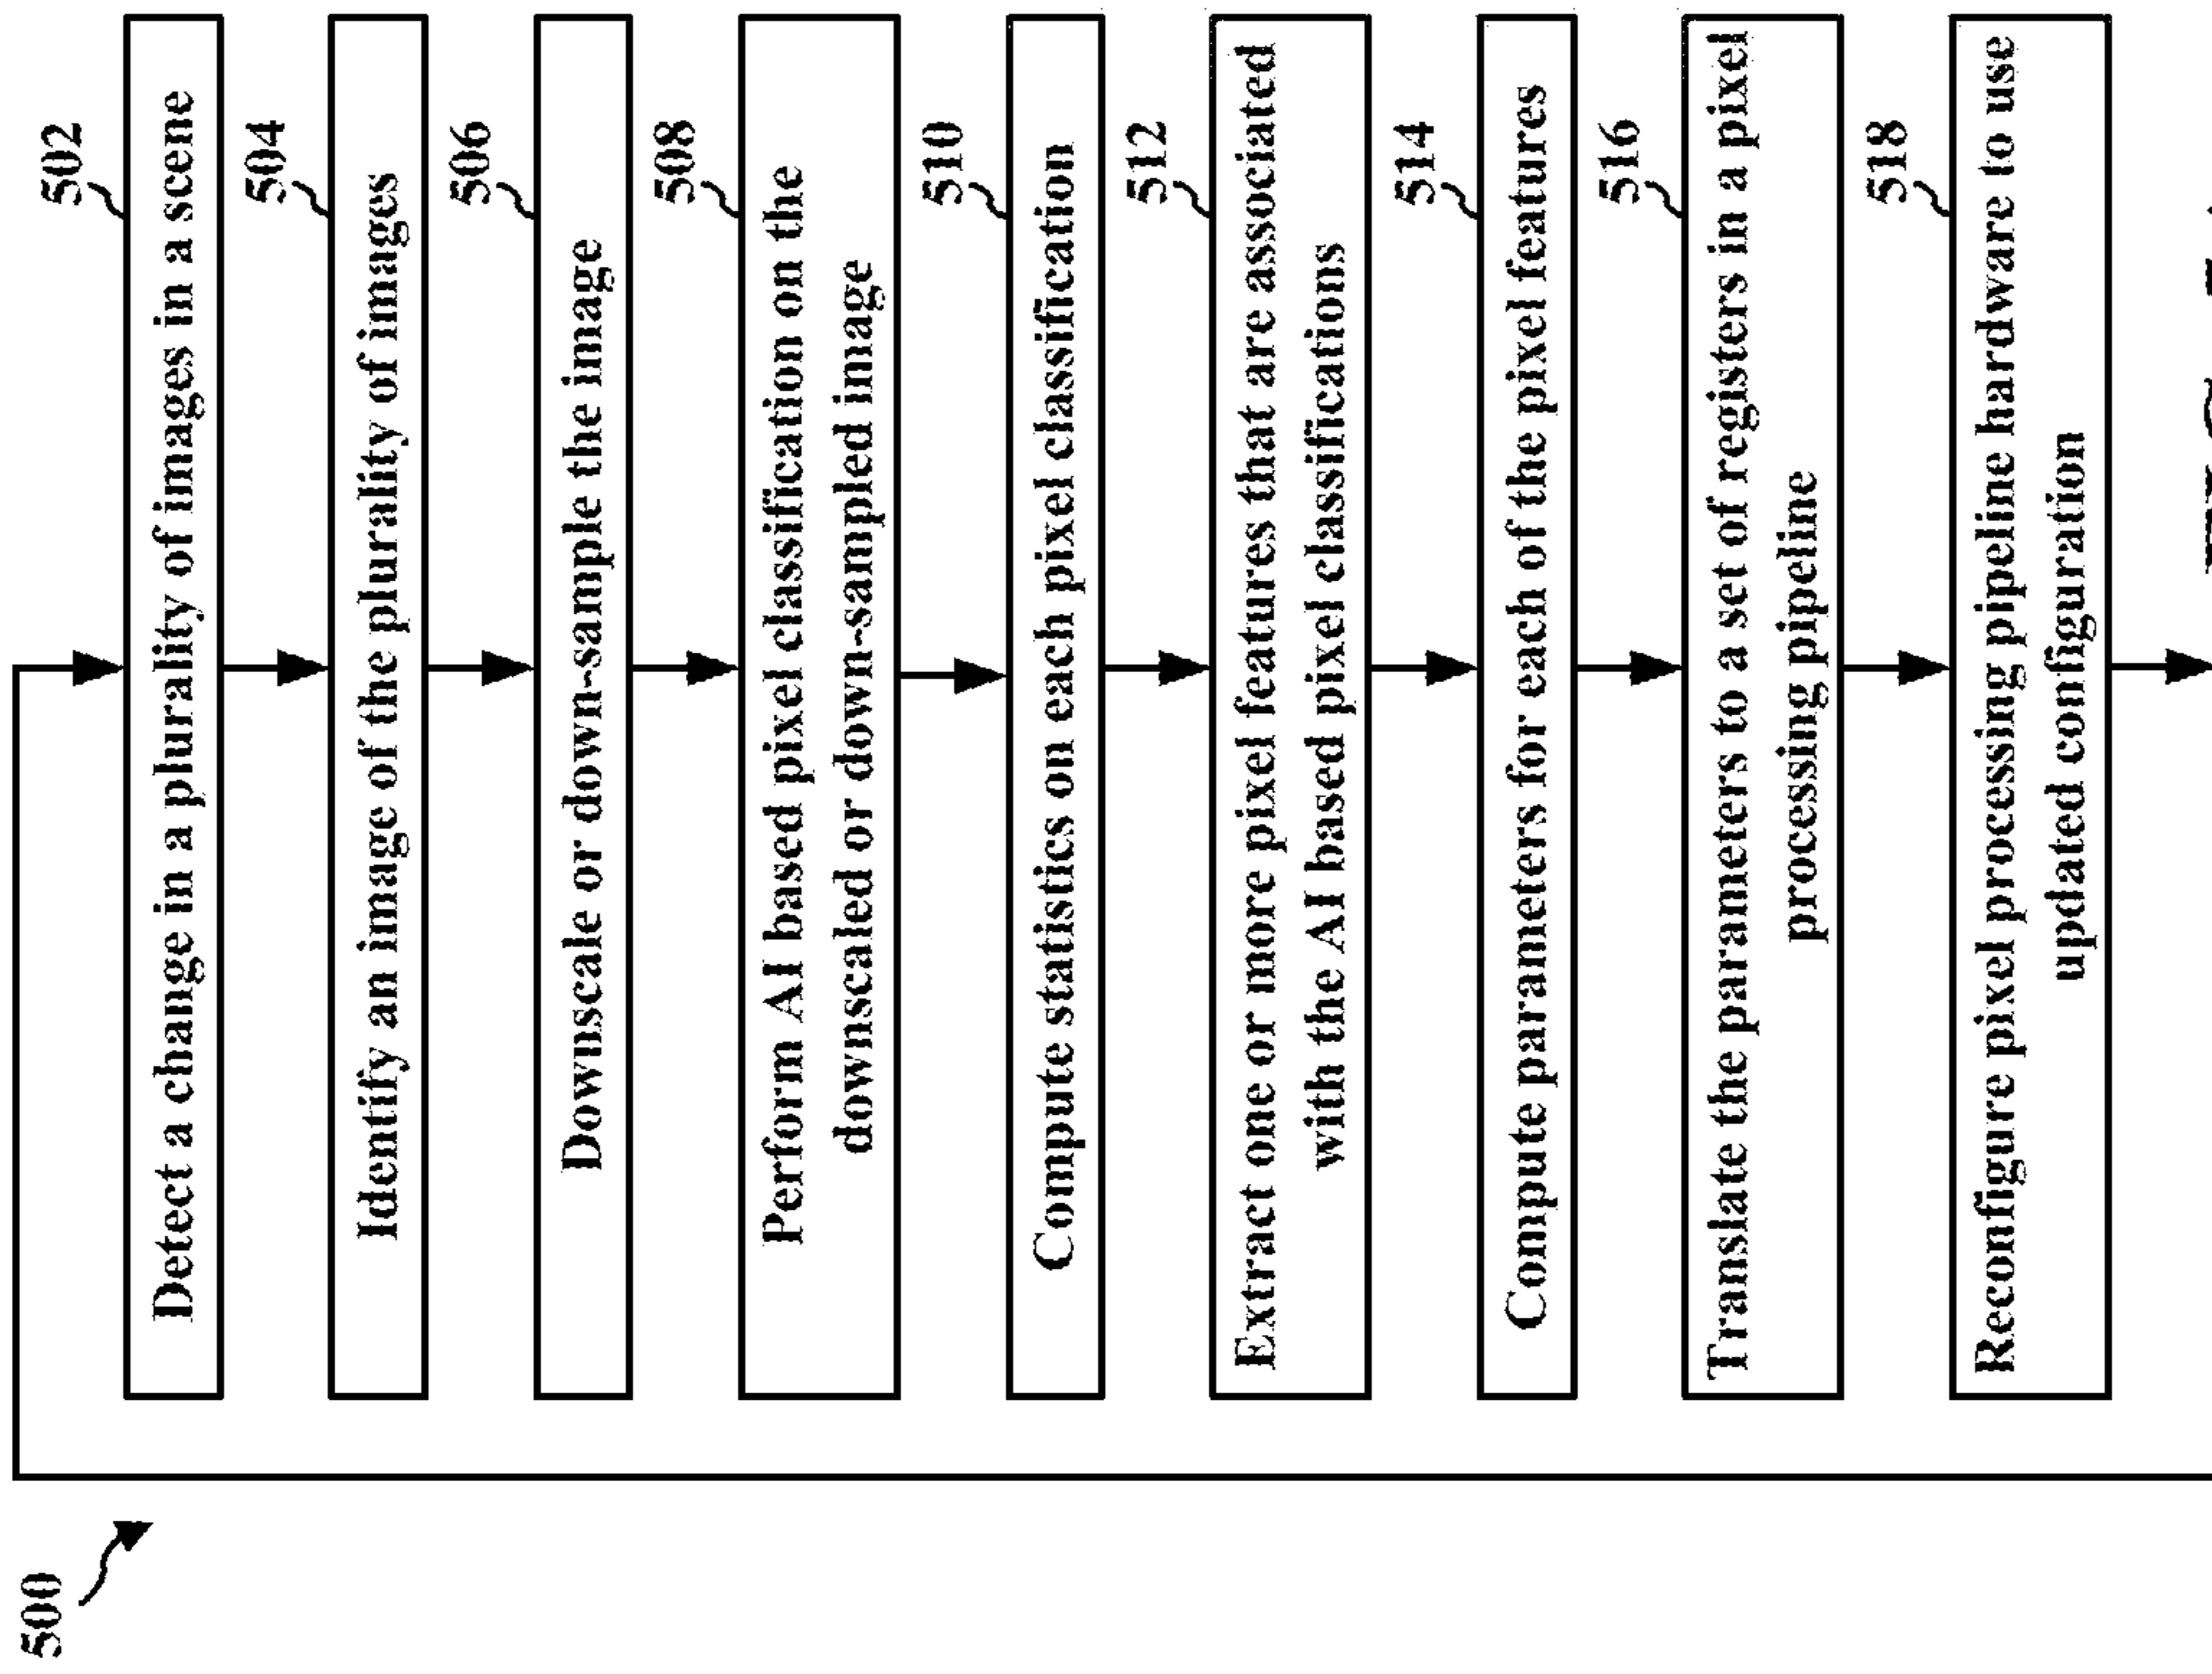 500
502
Detect a change in a plurality of images in a scene
504
Identify an image of the plurality of images
506
Downscale or down-sample the image
508
Perform AI based pixel classification on the
downscaled or down-sampled image
510
Compute statistics on each pixel classification
512
Extract one or more pixel features that are associated
with the AI based pixel classifications
514
Compute parameters for each of the pixel features
516
Translate the parameters to a set of registers in a pixel
processing pipeline
518
Reconfigure pixel processing pipeline hardware to use
updated configuration